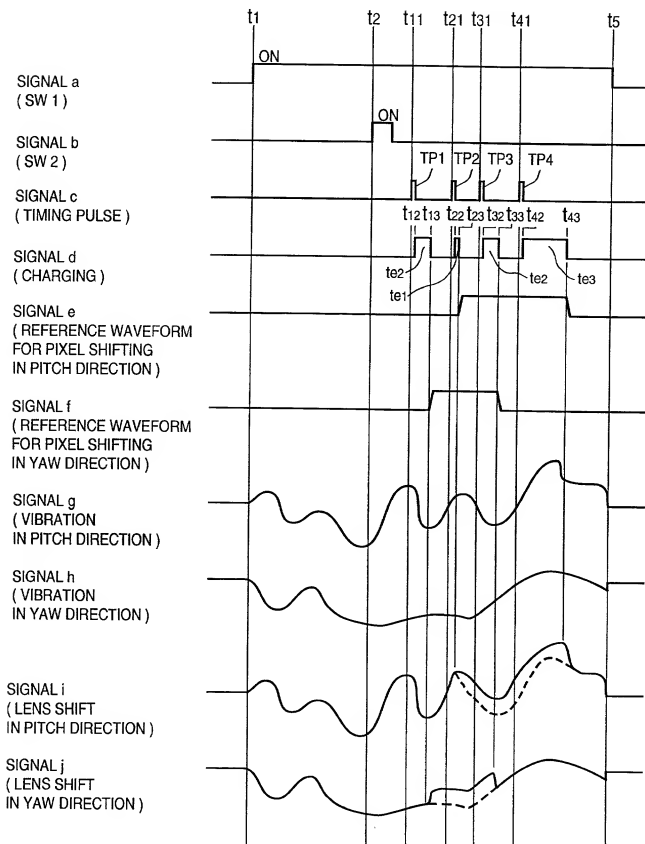 t1 t2 t11 t21 t31 t41 t5
ON
SIGNAL a
( SW 1 )
ON
SIGNAL b
( SW 2 )
TP1 TP2 TP3 TP4
SIGNAL c
( TIMING PULSE )
t12 t13 t22 t23 t32 t33 t42 t43
SIGNAL d
( CHARGING )
te2 te1 te2 te3
SIGNAL e
( REFERENCE WAVEFORM
FOR PIXEL SHIFTING
IN PITCH DIRECTION )
SIGNAL f
( REFERENCE WAVEFORM
FOR PIXEL SHIFTING
IN YAW DIRECTION )
SIGNAL g
( VIBRATION
IN PITCH DIRECTION )
SIGNAL h
( VIBRATION
IN YAW DIRECTION )
SIGNAL i
( LENS SHIFT
IN PITCH DIRECTION )
SIGNAL j
( LENS SHIFT
IN YAW DIRECTION )